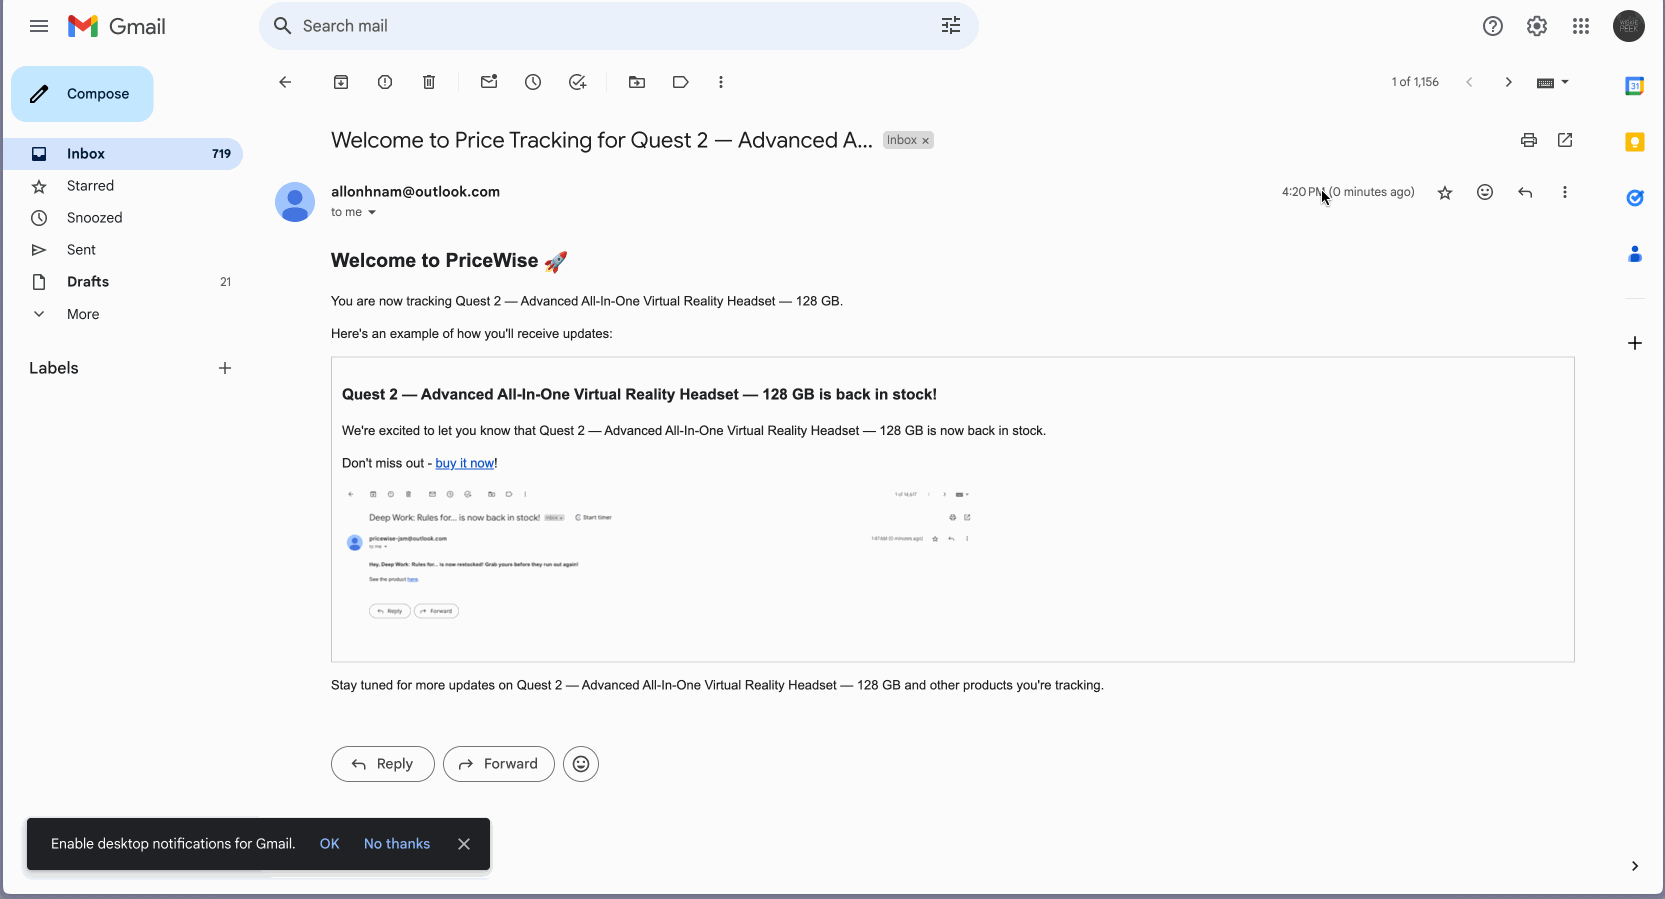 Gmail
Search mail
Compose
1 of 1,156
Inbox 719
Starred
Snoozed
Sent
Drafts 21
More
Labels
Welcome to Price Tracking for Quest 2 — Advanced A... Inbox ×
allonhnam@outlook.com
4:20 PM (0 minutes ago)
to me
Welcome to PriceWise 🚀
You are now tracking Quest 2 — Advanced All-In-One Virtual Reality Headset — 128 GB.
Here's an example of how you'll receive updates:
Quest 2 — Advanced All-In-One Virtual Reality Headset — 128 GB is back in stock!
We're excited to let you know that Quest 2 — Advanced All-In-One Virtual Reality Headset — 128 GB is now back in stock.
Don't miss out - buy it now!
Deep Work: Rules for... is now back in stock! Inbox × Start timer
pricewise-jsm@outlook.com
1:47 AM (0 minutes ago)
to me
Hey, Deep Work: Rules for... is now restocked! Grab yours before they run out again!
See the product here.
Reply Forward
Stay tuned for more updates on Quest 2 — Advanced All-In-One Virtual Reality Headset — 128 GB and other products you're tracking.
Reply Forward
Enable desktop notifications for Gmail. OK No thanks
31